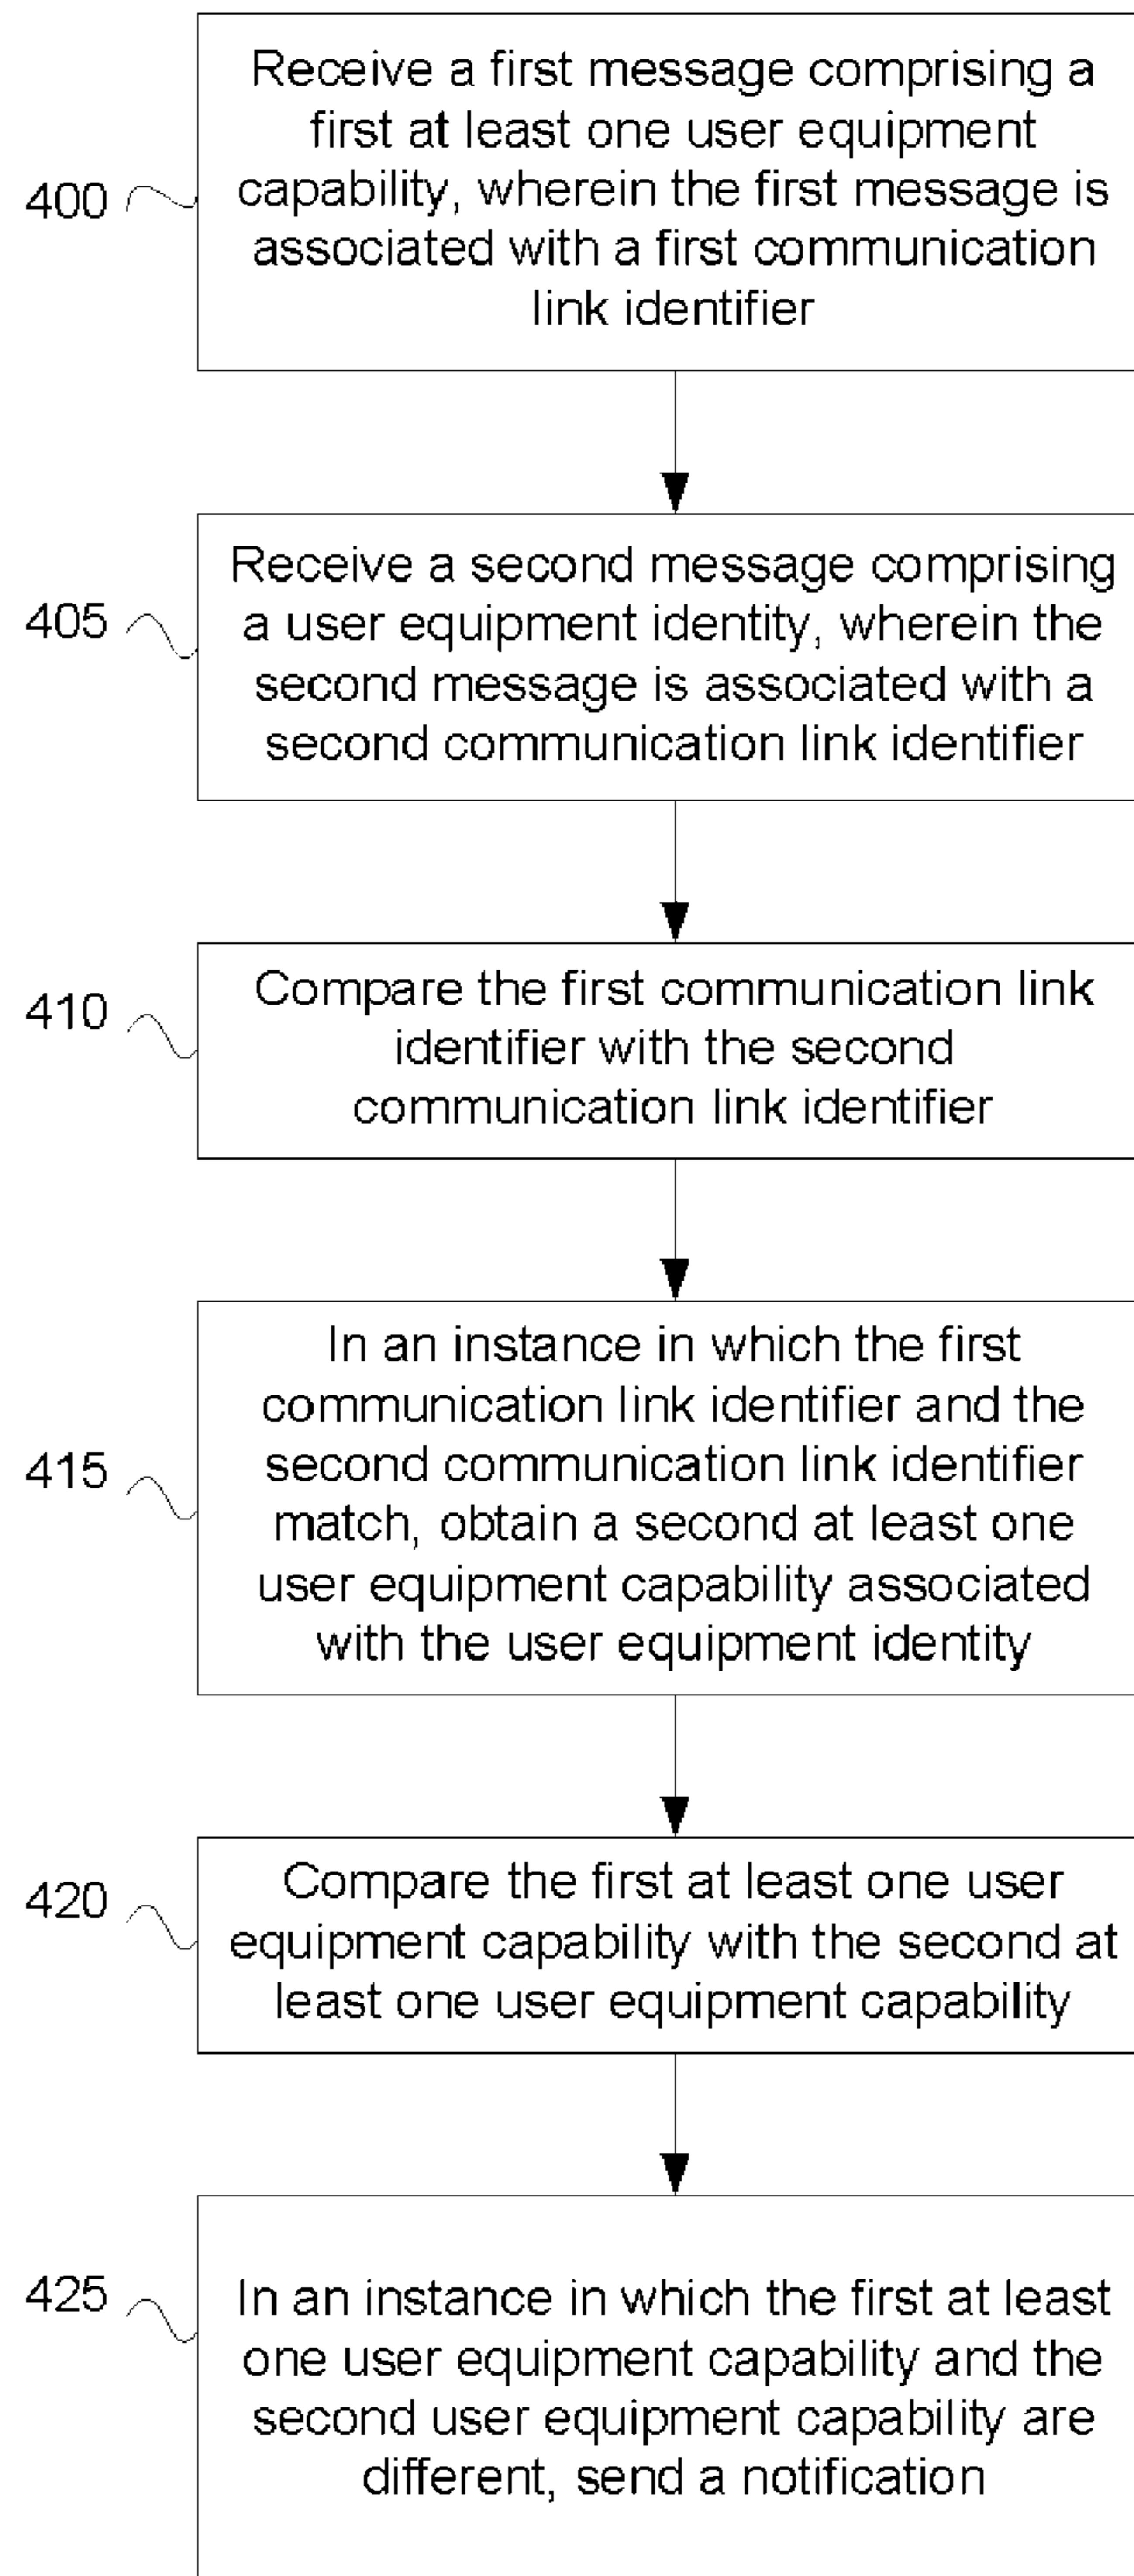 Receive a first message comprising a
first at least one user equipment
400
capability, wherein the first message is
associated with a first communication
link identifier
Receive a second message comprising
405
a user equipment identity, wherein the
second message is associated with a
second communication link identifier
410
Compare the first communication link
identifier with the second
communication link identifier
In an instance in which the first
communication link identifier and the
415
second communication link identifier
match, obtain a second at least one
user equipment capability associated
with the user equipment identity
420
Compare the first at least one user
equipment capability with the second at
least one user equipment capability
425
In an instance in which the first at least
one user equipment capability and the
second user equipment capability are
different, send a notification